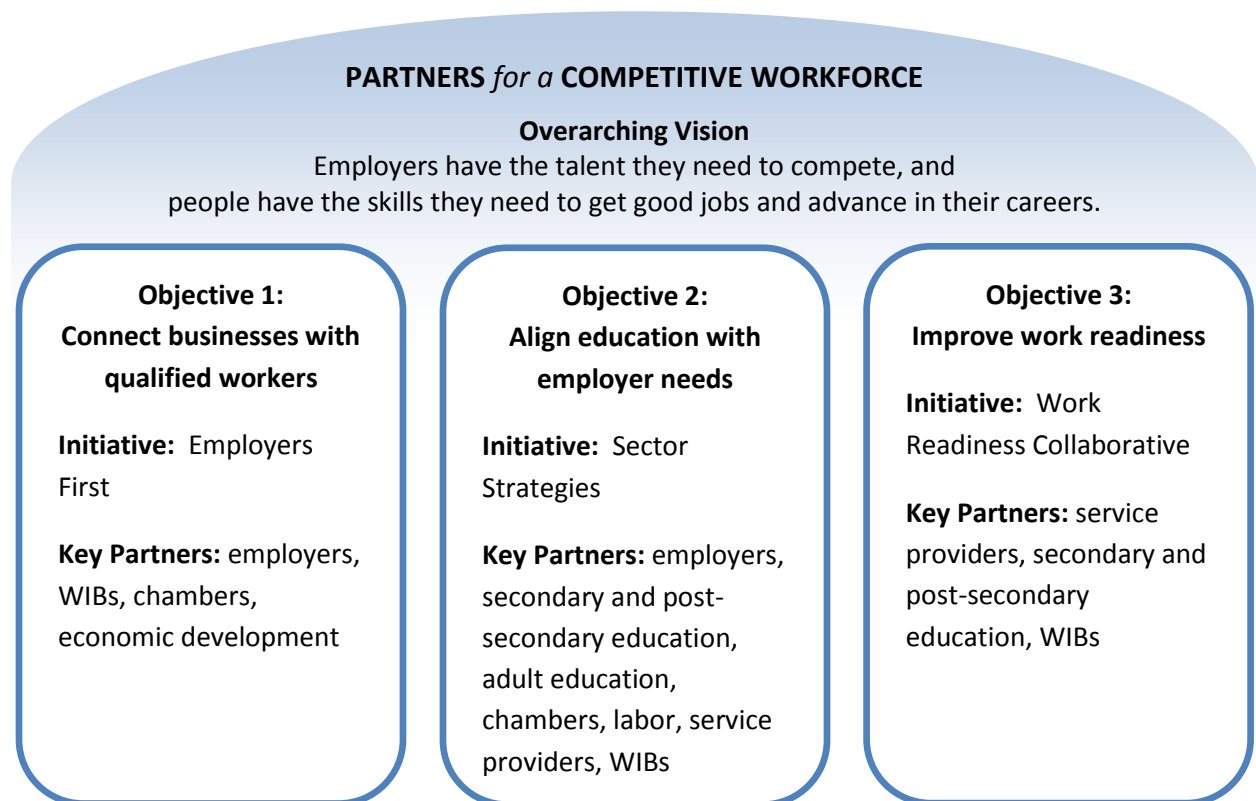 PARTNERS for a COMPETITIVE WORKFORCE
Overarching Vision
Employers have the talent they need to compete, and
people have the skills they need to get good jobs and advance in their careers.
Objective 1:
Connect businesses with
qualified workers
Initiative:  Employers
First
Key Partners: employers,
WIBs, chambers,
economic development
Objective 2:
Align education with
employer needs
Initiative:  Sector
Strategies
Key Partners: employers,
secondary and post-
secondary education,
adult education,
chambers, labor, service
providers, WIBs
Objective 3:
Improve work readiness
Initiative:  Work
Readiness Collaborative
Key Partners: service
providers, secondary and
post-secondary
education, WIBs